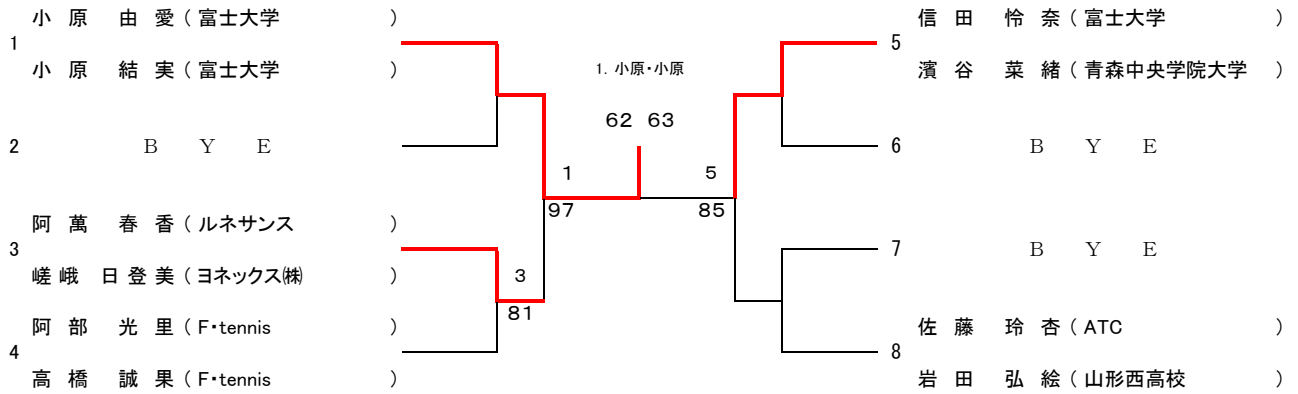 小 原 由 愛 ( 富士大学 )
1
小 原 結 実 ( 富士大学 )
2 B Y E
阿 萬 春 香 ( ルネサンス )
3
嵯 峨 日 登 美 ( ヨネックス㈱ )
阿 部 光 里 ( F・tennis )
4
高 橋 誠 果 ( F・tennis )
3
81
1. 小原・小原
62 63
1
97
5
85
信 田 怜 奈 ( 富士大学 )
5
濱 谷 菜 緒 ( 青森中央学院大学 )
6 B Y E
7 B Y E
佐 藤 玲 杏 ( ATC )
8
岩 田 弘 絵 ( 山形西高校 )